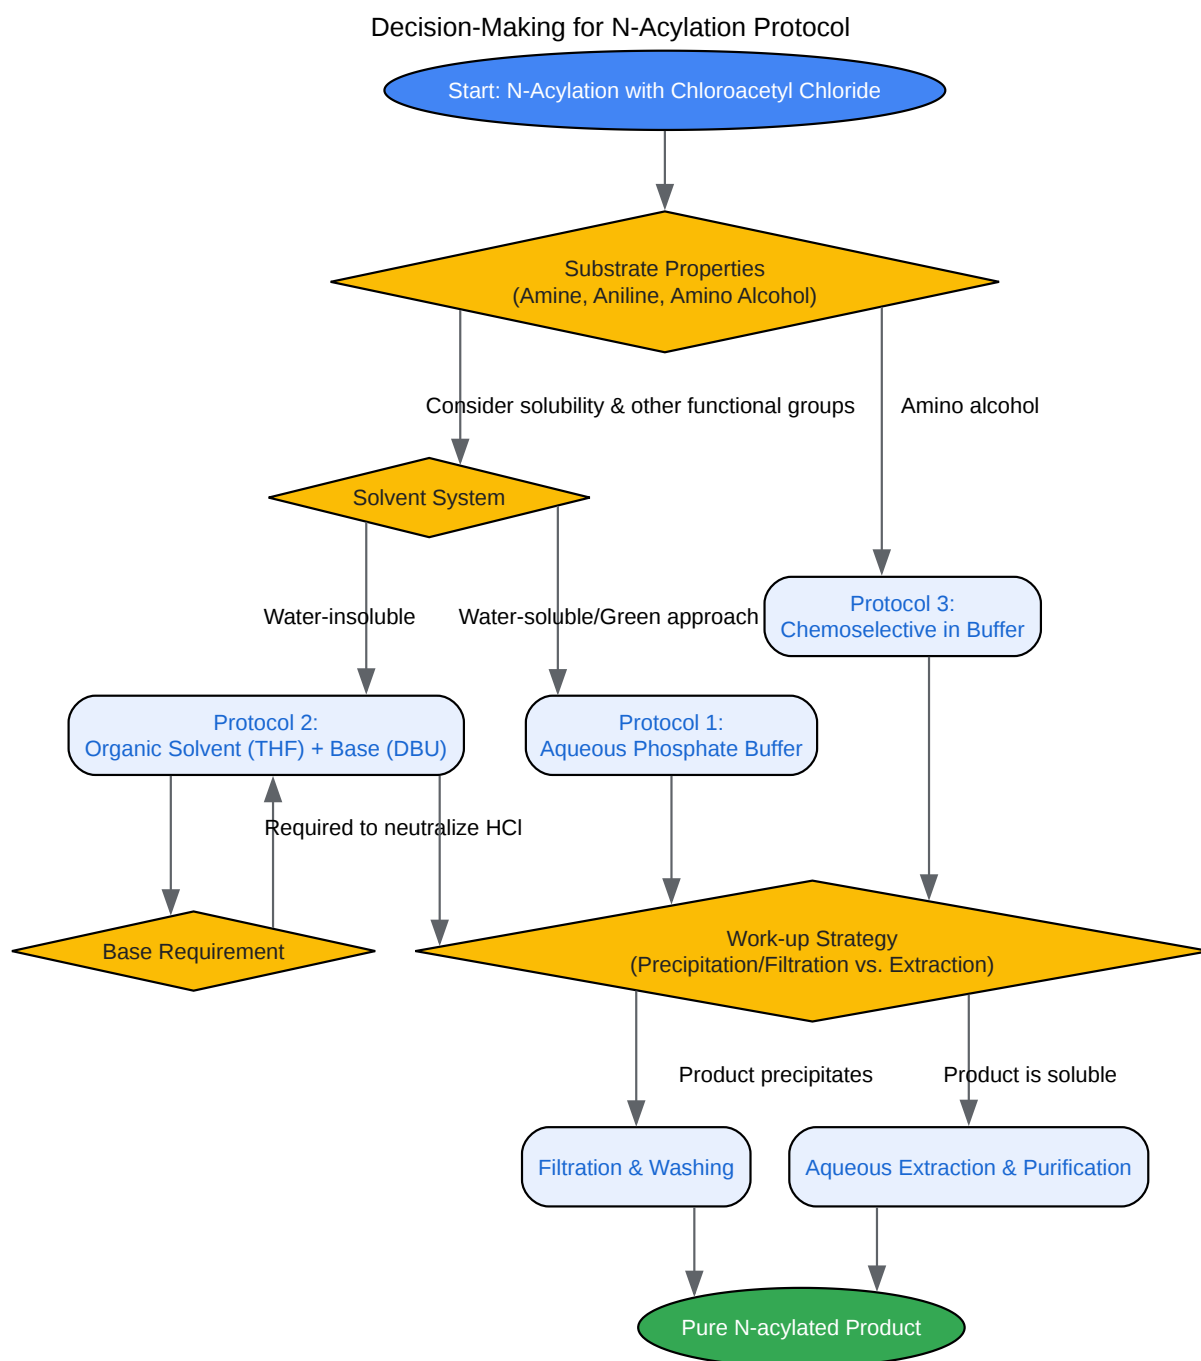 Decision-Making for N-Acylation Protocol
Start: N-Acylation with Chloroacetyl Chloride
Substrate Properties
(Amine, Aniline, Amino Alcohol)
Consider solubility & other functional groups
Amino alcohol
Solvent System
Water-insoluble
Water-soluble/Green approach
Protocol 3:
Chemoselective in Buffer
Protocol 2:
Organic Solvent (THF) + Base (DBU)
Protocol 1:
Aqueous Phosphate Buffer
Required to neutralize HCl
Base Requirement
Work-up Strategy
(Precipitation/Filtration vs. Extraction)
Product precipitates
Product is soluble
Filtration & Washing
Aqueous Extraction & Purification
Pure N-acylated Product